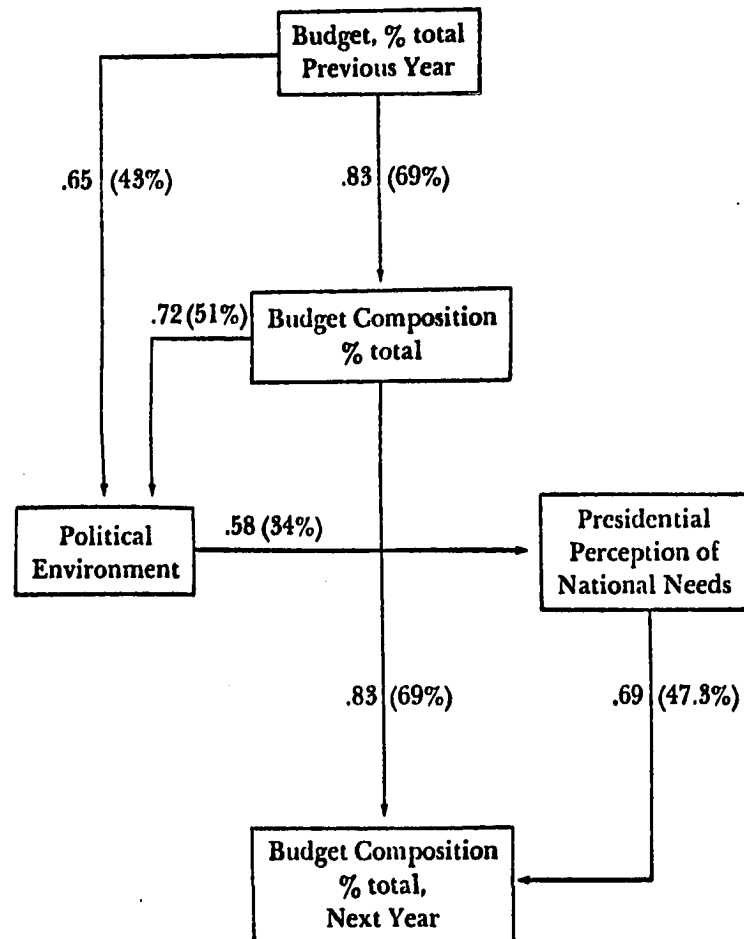 Budget, % total
Previous Year
.65 (43%)
.83 (69%)
.72 (51%)
Budget Composition
% total
Political
Environment
.58 (34%)
Presidential
Perception of
National Needs
.83 (69%)
.69 (47.3%)
Budget Composition
% total,
Next Year